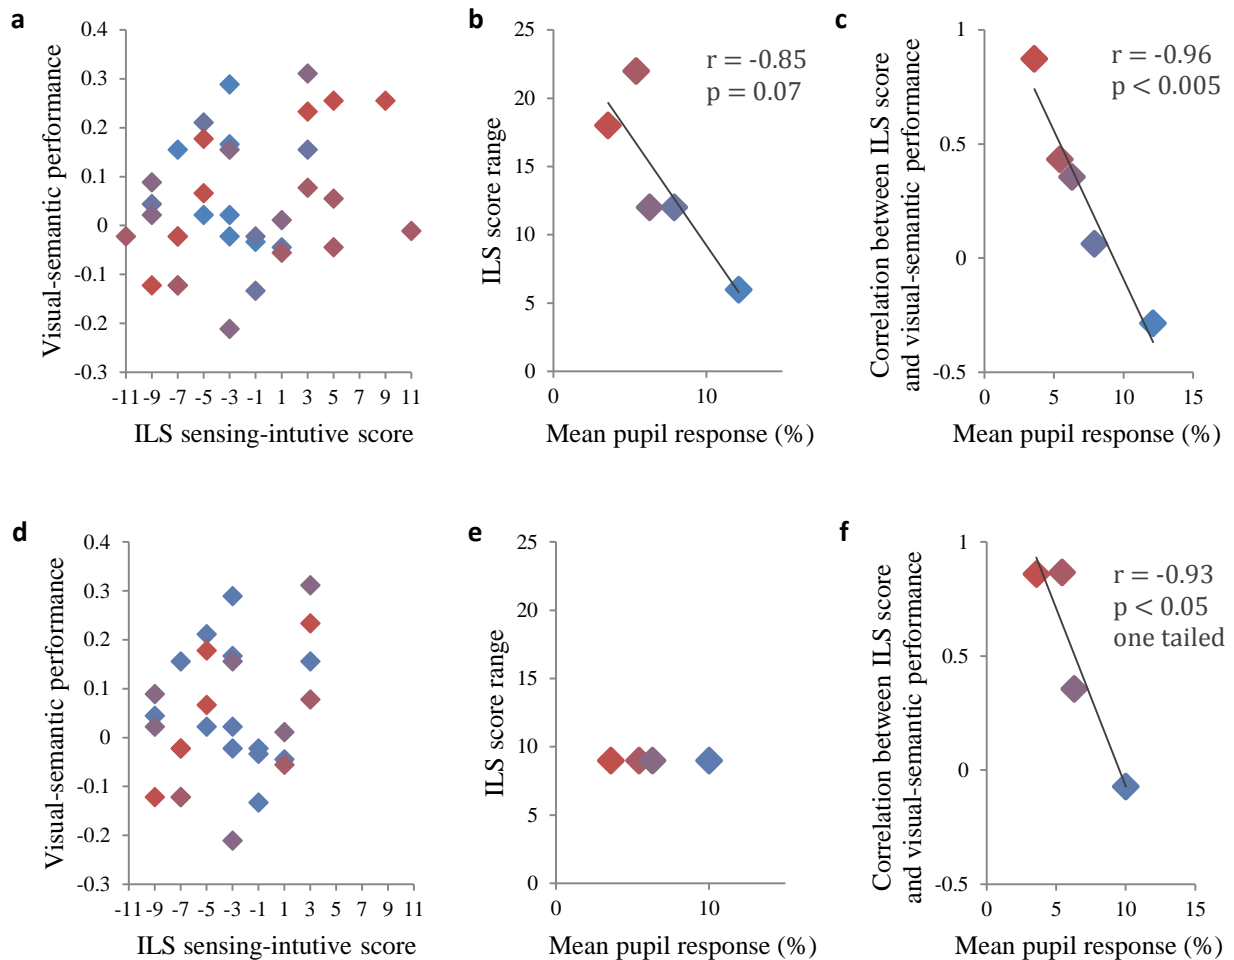 a
Visual-semantic performance
0.4
0.3
0.2
0.1
0
-0.1
-0.2
-0.3
-11 -9 -7 -5 -3 -1 1 3 5 7 9 11
ILS sensing-intutive score
b
ILS score range
25
20
15
10
5
0
r = -0.85
p = 0.07
0 10
Mean pupil response (%)
c
Correlation between ILS score
and visual-semantic performance
1
0.5
0
-0.5
r = -0.96
p < 0.005
0 5 10 15
Mean pupil response (%)
d
Visual-semantic performance
0.4
0.3
0.2
0.1
0
-0.1
-0.2
-0.3
-11 -9 -7 -5 -3 -1 1 3 5 7 9 11
ILS sensing-intutive score
e
ILS score range
25
20
15
10
5
0
0 10
Mean pupil response (%)
f
Correlation between ILS score
and visual-semantic performance
1
0.5
0
-0.5
r = -0.93
p < 0.05
one tailed
0 5 10 15
Mean pupil response (%)